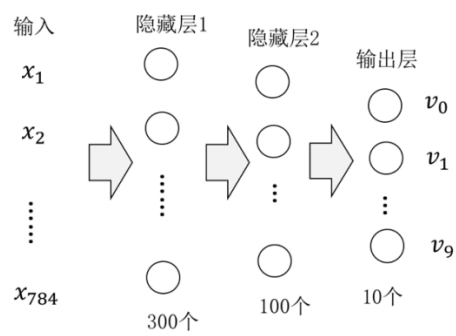 输入
隐藏层1
隐藏层2
输出层
x₁
x₂
......
x₇₈₄
v₀
v₁
v₉
300个
100个
10个